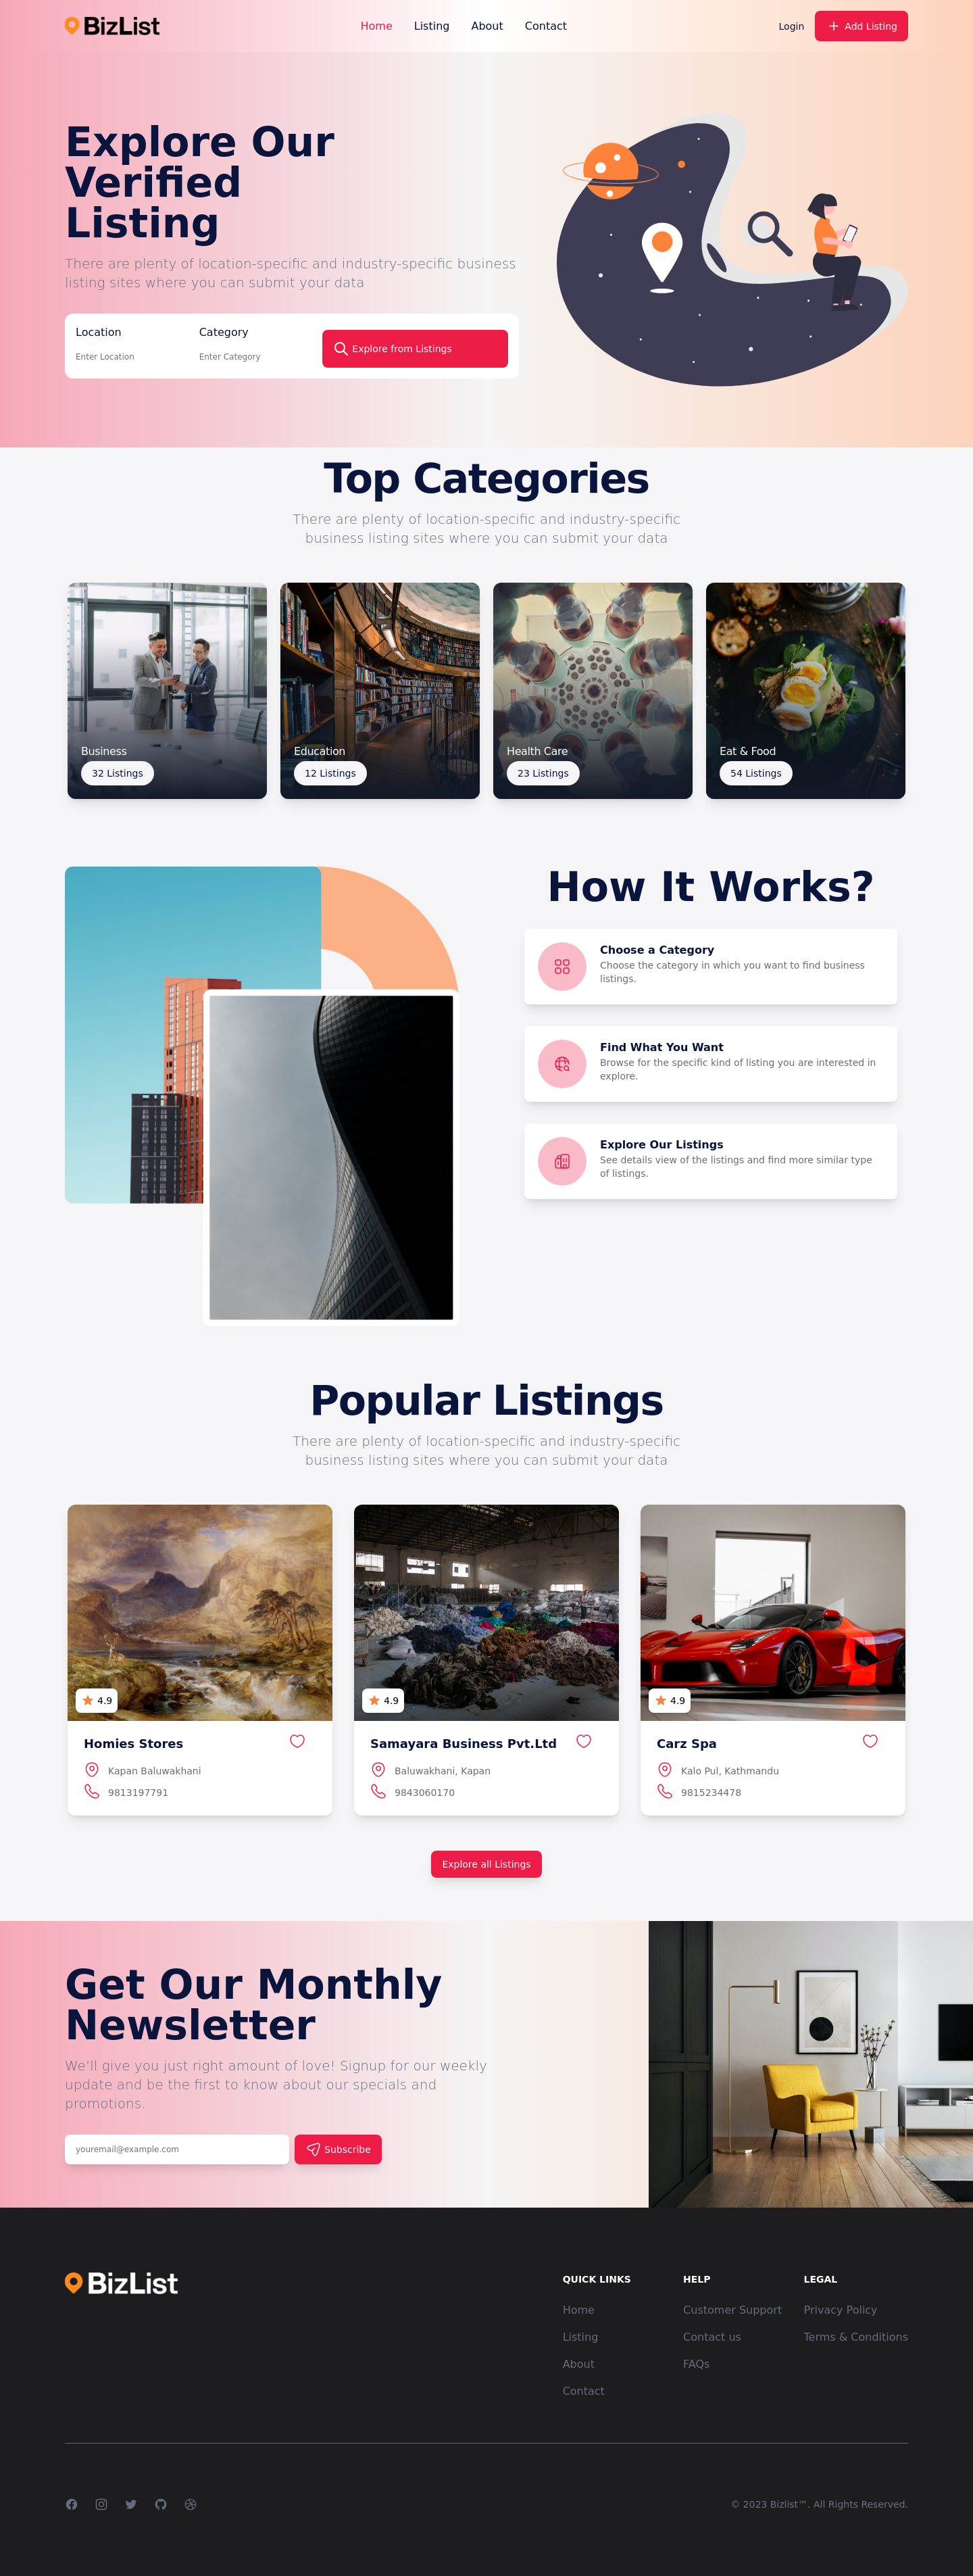 BizList
Home Listing About Contact
Login
Add Listing
Explore Our
Verified
Listing
There are plenty of location-specific and industry-specific business
listing sites where you can submit your data
Location
Category
Enter Location
Enter Category
Explore from Listings
Top Categories
There are plenty of location-specific and industry-specific
business listing sites where you can submit your data
Business
32 Listings
Education
12 Listings
Health Care
23 Listings
Eat & Food
54 Listings
How It Works?
Choose a Category
Choose the category in which you want to find business
listings.
Find What You Want
Browse for the specific kind of listing you are interested in
explore.
Explore Our Listings
See details view of the listings and find more similar type
of listings.
Popular Listings
There are plenty of location-specific and industry-specific
business listing sites where you can submit your data
4.9
Homies Stores
Kapan Baluwakhani
9813197791
4.9
Samayara Business Pvt.Ltd
Baluwakhani, Kapan
9843060170
4.9
Carz Spa
Kalo Pul, Kathmandu
9815234478
Explore all Listings
Get Our Monthly
Newsletter
We'll give you just right amount of love! Signup for our weekly
update and be the first to know about our specials and
promotions.
youremail@example.com
Subscribe
BizList
QUICK LINKS
Home
Listing
About
Contact
HELP
Customer Support
Contact us
FAQs
LEGAL
Privacy Policy
Terms & Conditions
© 2023 Bizlist™. All Rights Reserved.